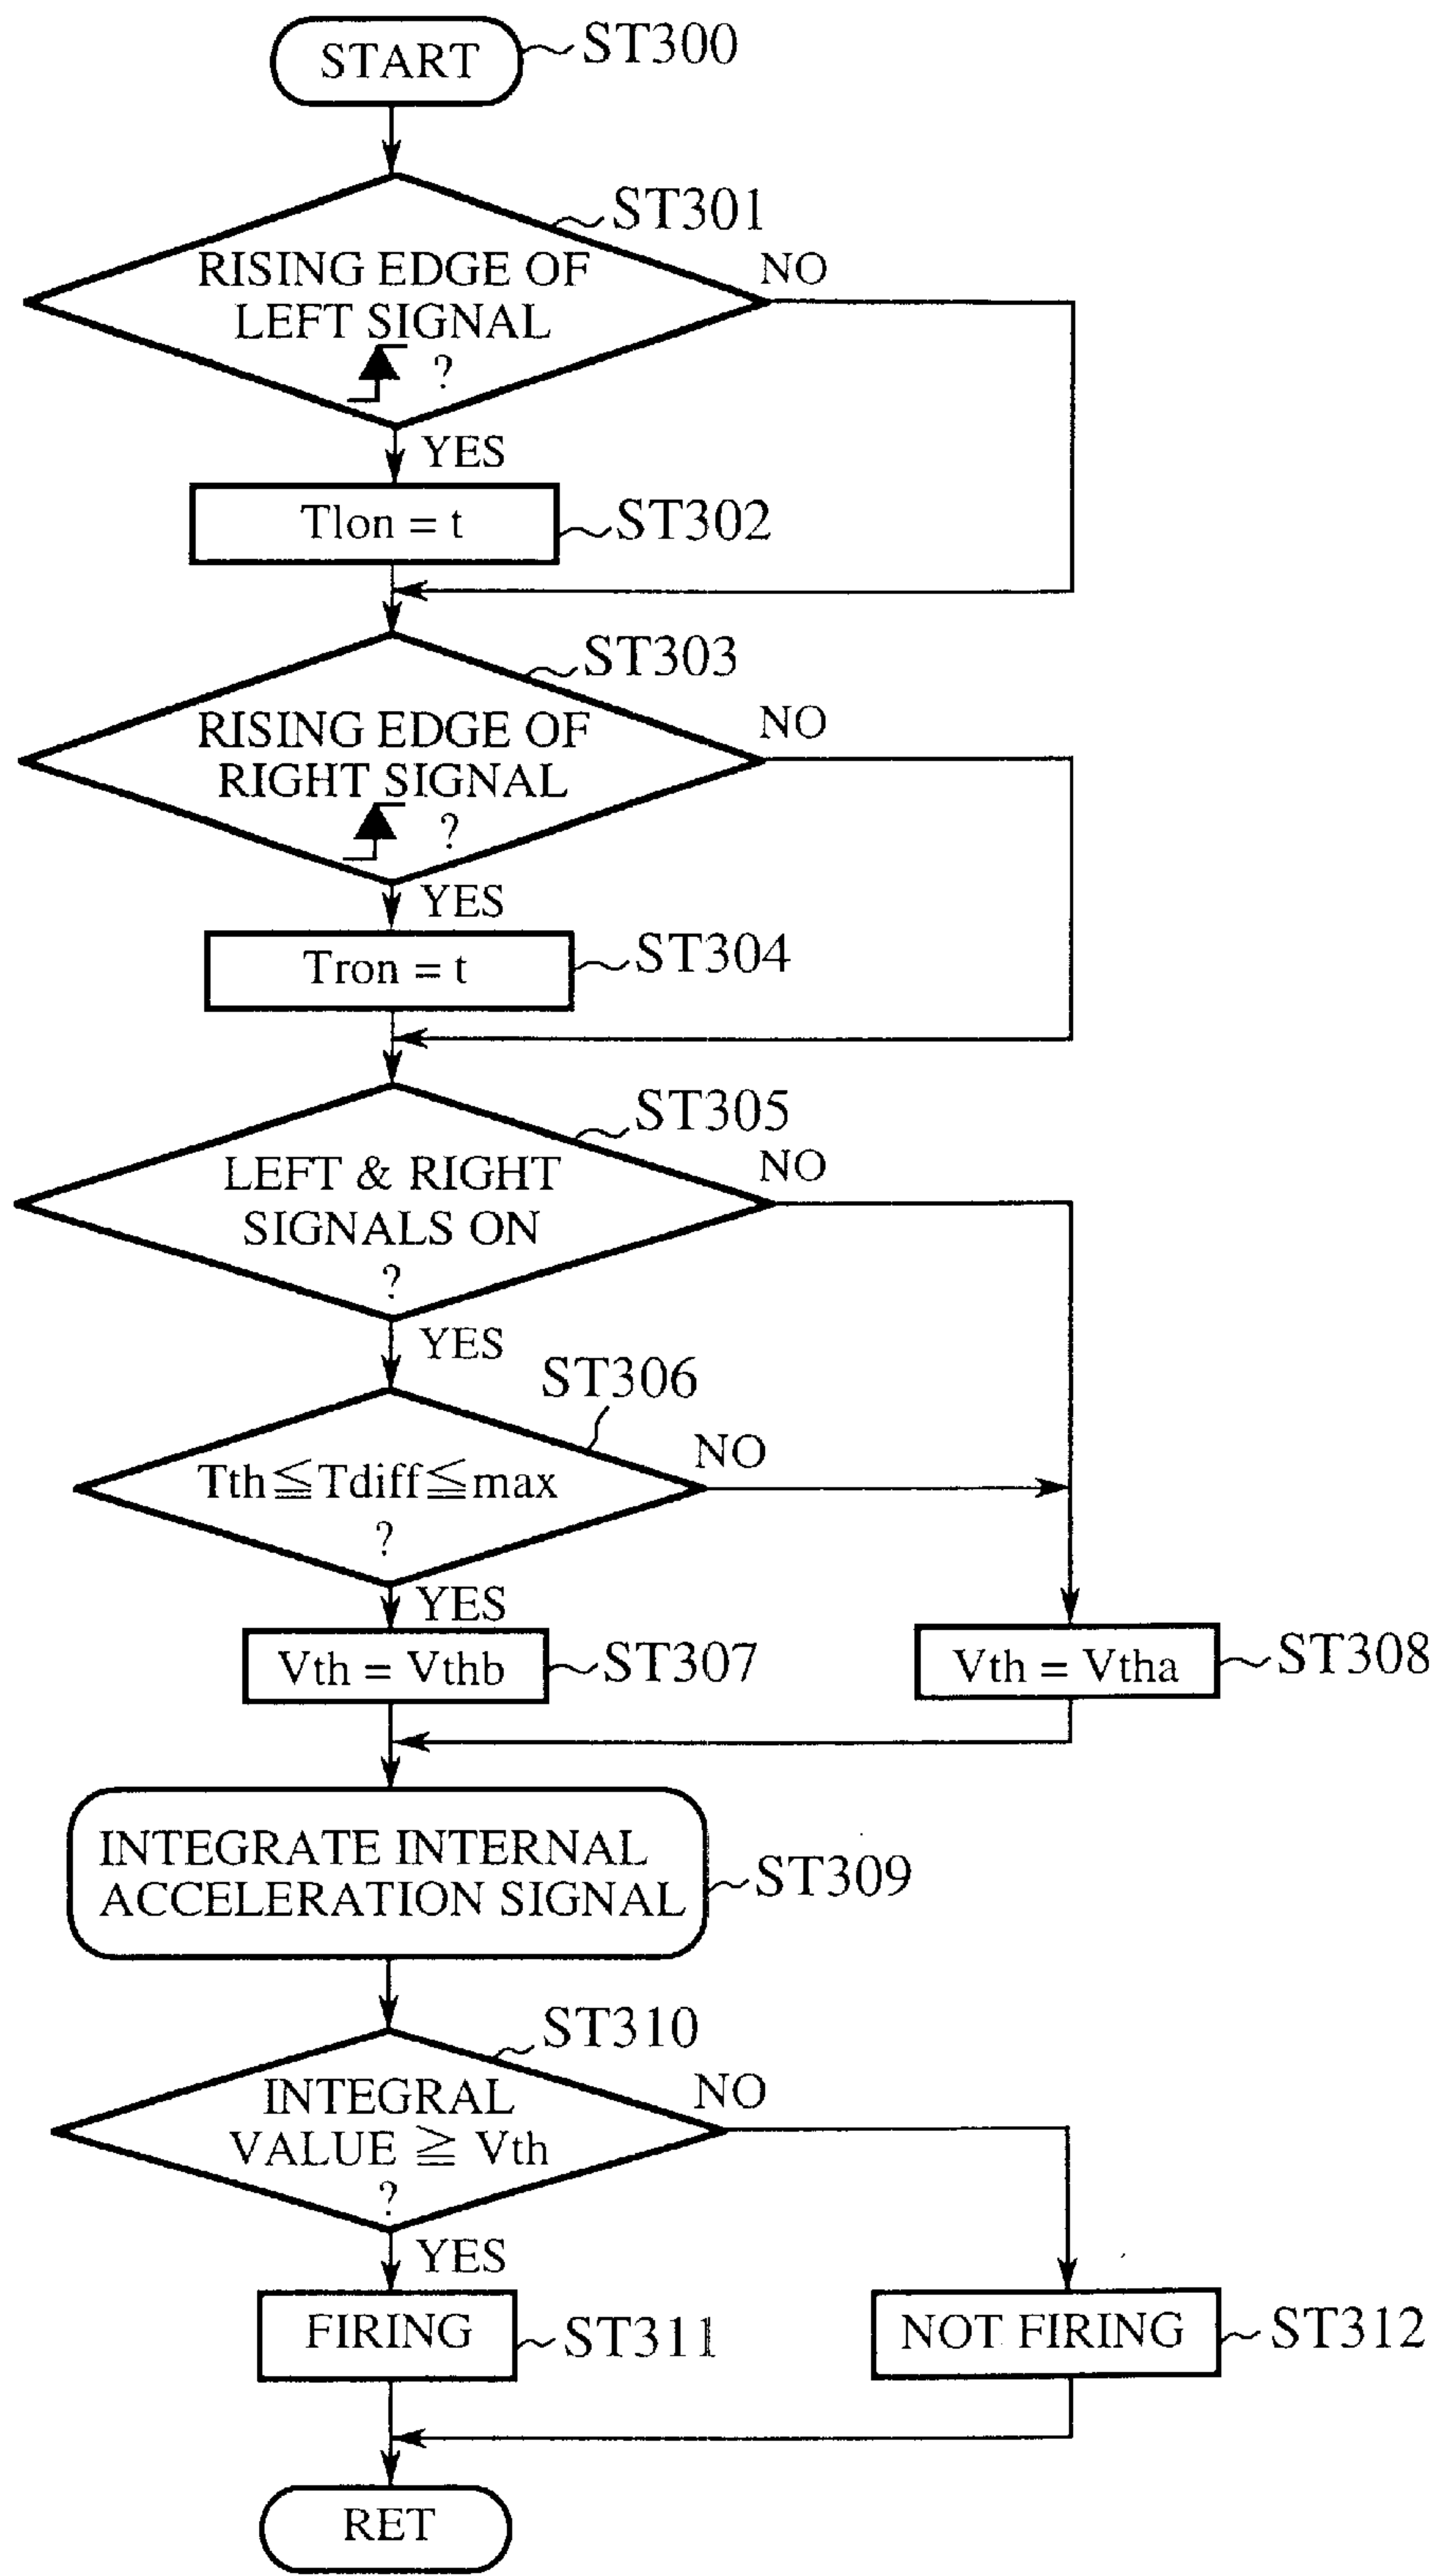 START
ST300
ST301
RISING EDGE OF
LEFT SIGNAL
?
NO
YES
Tlon = t
ST302
ST303
RISING EDGE OF
RIGHT SIGNAL
?
NO
YES
Tron = t
ST304
ST305
LEFT & RIGHT
SIGNALS ON
?
NO
YES
ST306
Tth≦Tdiff≦max
?
NO
YES
Vth = Vthb
ST307
Vth = Vtha
ST308
INTEGRATE INTERNAL
ACCELERATION SIGNAL
ST309
ST310
INTEGRAL
VALUE ≧ Vth
?
NO
YES
FIRING
ST311
NOT FIRING
ST312
RET